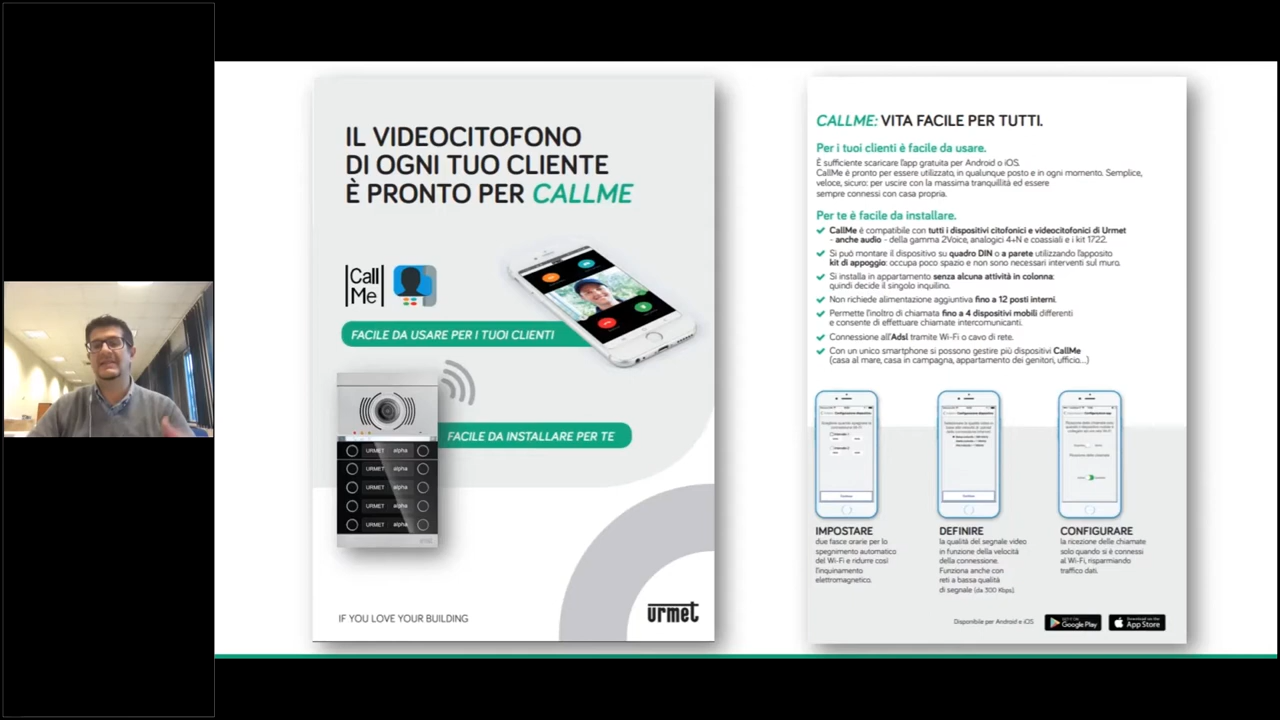 IL VIDEOCITOFONO
DI OGNI TUO CLIENTE
È PRONTO PER CALLME
Call
Me
FACILE DA USARE PER I TUOI CLIENTI
FACILE DA INSTALLARE PER TE
URMET alpha
URMET alpha
URMET alpha
URMET alpha
URMET alpha
IF YOU LOVE YOUR BUILDING
urmet
CALLME: VITA FACILE PER TUTTI.
Per i tuoi clienti è facile da usare.
È sufficiente scaricare l'app gratuita per Android o iOS.
CallMe è pronto per essere utilizzato, in qualunque posto e in ogni momento. Semplice,
veloce, sicuro: per uscire con la massima tranquillità ed essere
sempre connessi con casa propria.
Per te è facile da installare.
CallMe è compatibile con tutti i dispositivi citofonici e videocitofonici di Urmet
- anche audio - della gamma 2Voice, analogici 4+N e coassiali e i kit 1722.
Si può montare il dispositivo su quadro DIN o a parete utilizzando l'apposito
kit di appoggio: occupa poco spazio e non sono necessari interventi sul muro.
Si installa in appartamento senza alcuna attività in colonna:
quindi decide il singolo inquilino.
Non richiede alimentazione aggiuntiva fino a 12 posti interni.
Permette l'inoltro di chiamata fino a 4 dispositivi mobili differenti
e consente di effettuare chiamate intercomunicanti.
Connessione all'Adsl tramite Wi-Fi o cavo di rete.
Con un unico smartphone si possono gestire più dispositivi CallMe
(casa al mare, casa in campagna, appartamento dei genitori, ufficio...)
IMPOSTARE
due fasce orarie per lo
spegnimento automatico
del Wi-Fi e ridurre così
l'inquinamento
elettromagnetico.
DEFINIRE
la qualità del segnale video
in funzione della velocità
della connessione.
Funziona anche con
reti a bassa qualità
di segnale (da 300 Kbps).
CONFIGURARE
la ricezione delle chiamate
solo quando si è connessi
al Wi-Fi, risparmiando
traffico dati.
Disponibile per Android e iOS
Google Play
App Store